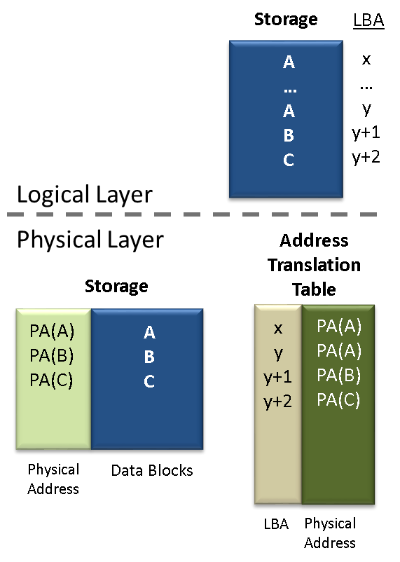 Storage LBA
A x
... ...
A y
B y+1
C y+2
Logical Layer
Physical Layer
Address
Translation
Table
Storage
PA(A) A
PA(B) B
PA(C) C
x PA(A)
y PA(A)
y+1 PA(B)
y+2 PA(C)
Physical
Address
Data Blocks
LBA
Physical
Address